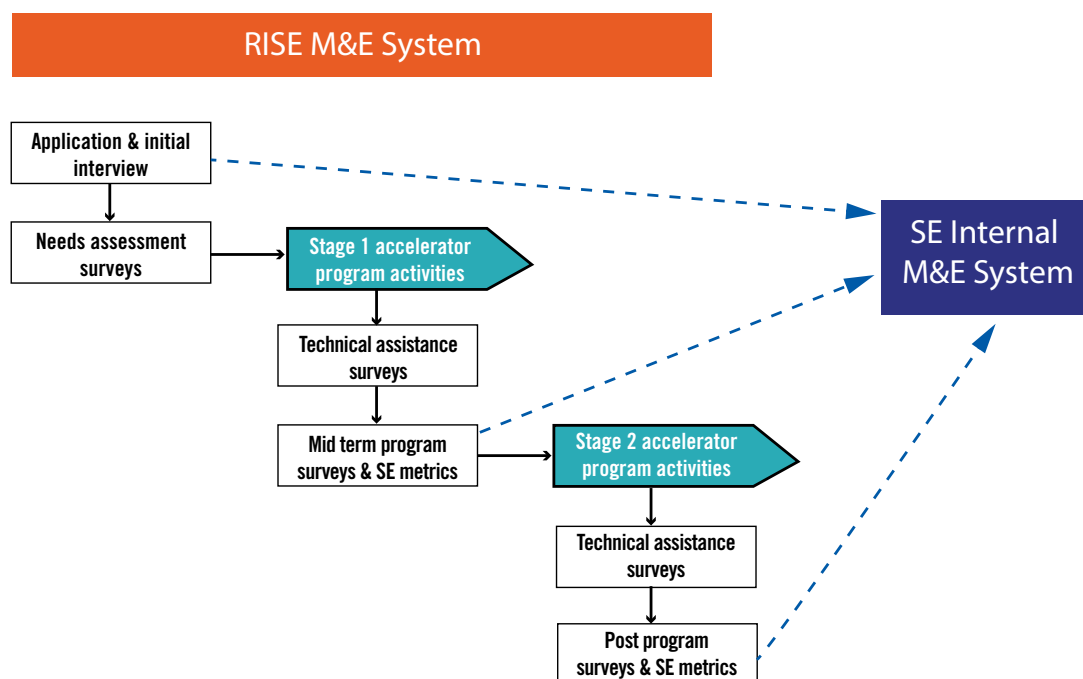 RISE M&E System
Application & initial
interview
Needs assessment
surveys
Stage 1 accelerator
program activities
SE Internal
M&E System
Technical assistance
surveys
Mid term program
surveys & SE metrics
Stage 2 accelerator
program activities
Technical assistance
surveys
Post program
surveys & SE metrics